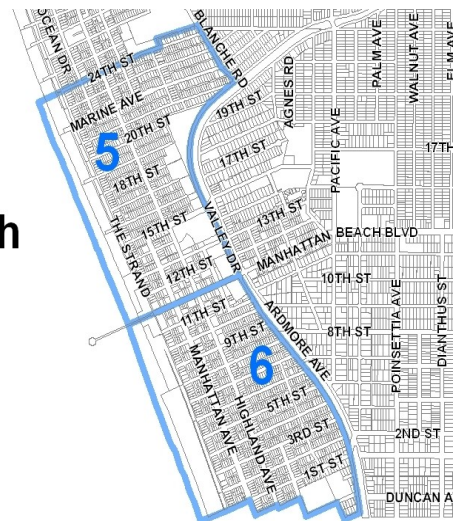 OCEAN DR
BLANCHE RD
24TH ST
MARINE AVE
20TH ST
5
18TH ST
15TH ST
THE STRAND
12TH ST
19TH ST
17TH ST
AGNES RD
PALM AVE
WALNUT AVE
ELM AVE
PACIFIC AVE
17TH
13TH ST
VALLEY DR
MANHATTAN BEACH BLVD
h
10TH ST
11TH ST
ARDMORE AVE
8TH ST
9TH ST
6
POINSETTIA AVE
DIANTHUS ST
MANHATTAN AVE
HIGHLAND AVE
5TH ST
3RD ST
2ND ST
1ST ST
DUNCAN A